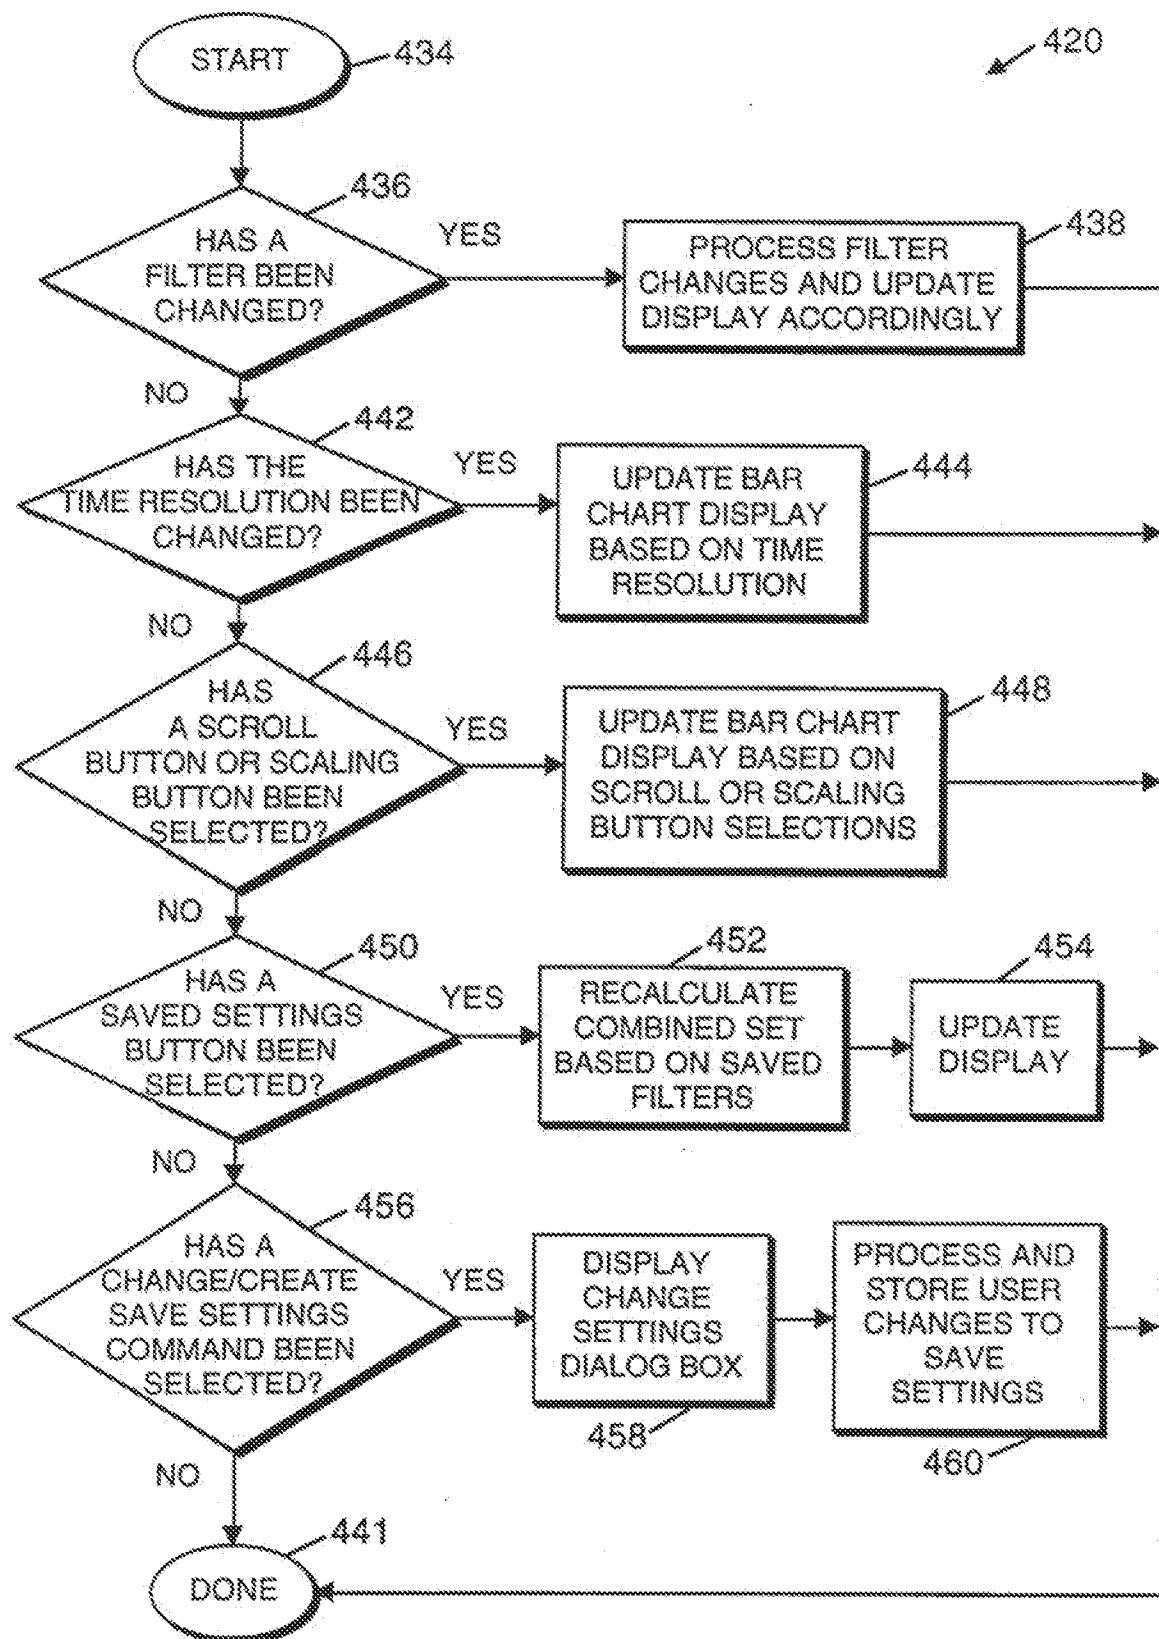 START
434
420
436
HAS A
FILTER BEEN
CHANGED?
YES
PROCESS FILTER
CHANGES AND UPDATE
DISPLAY ACCORDINGLY
438
NO
442
HAS THE
TIME RESOLUTION BEEN
CHANGED?
YES
UPDATE BAR
CHART DISPLAY
BASED ON TIME
RESOLUTION
444
NO
446
HAS
A SCROLL
BUTTON OR SCALING
BUTTON BEEN
SELECTED?
YES
UPDATE BAR CHART
DISPLAY BASED ON
SCROLL OR SCALING
BUTTON SELECTIONS
448
NO
450
HAS A
SAVED SETTINGS
BUTTON BEEN
SELECTED?
YES
452
RECALCULATE
COMBINED SET
BASED ON SAVED
FILTERS
454
UPDATE
DISPLAY
NO
456
HAS A
CHANGE/CREATE
SAVE SETTINGS
COMMAND BEEN
SELECTED?
YES
DISPLAY
CHANGE
SETTINGS
DIALOG BOX
458
PROCESS AND
STORE USER
CHANGES TO
SAVE
SETTINGS
460
NO
441
DONE